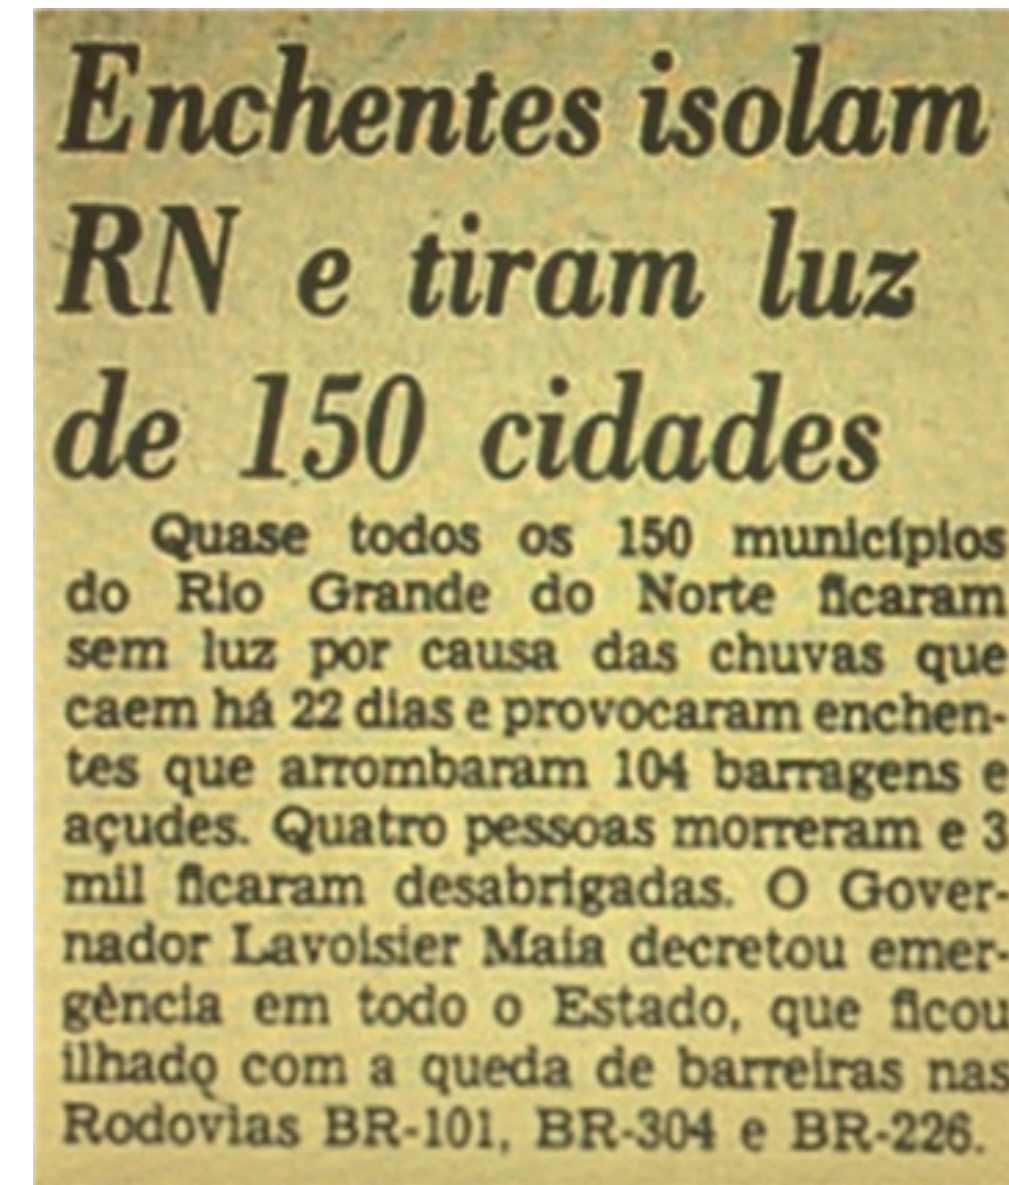 Enchentes isolam
RN e tiram luz
de 150 cidades
Quase todos os 150 municípios
do Rio Grande do Norte ficaram
sem luz por causa das chuvas que
caem há 22 dias e provocaram enchen-
tes que arrombaram 104 barragens e
açudes. Quatro pessoas morreram e 3
mil ficaram desabrigadas. O Gover-
nador Lavoisier Maia decretou emer-
gência em todo o Estado, que ficou
ilhado com a queda de barreiras nas
Rodovias BR-101, BR-304 e BR-226.